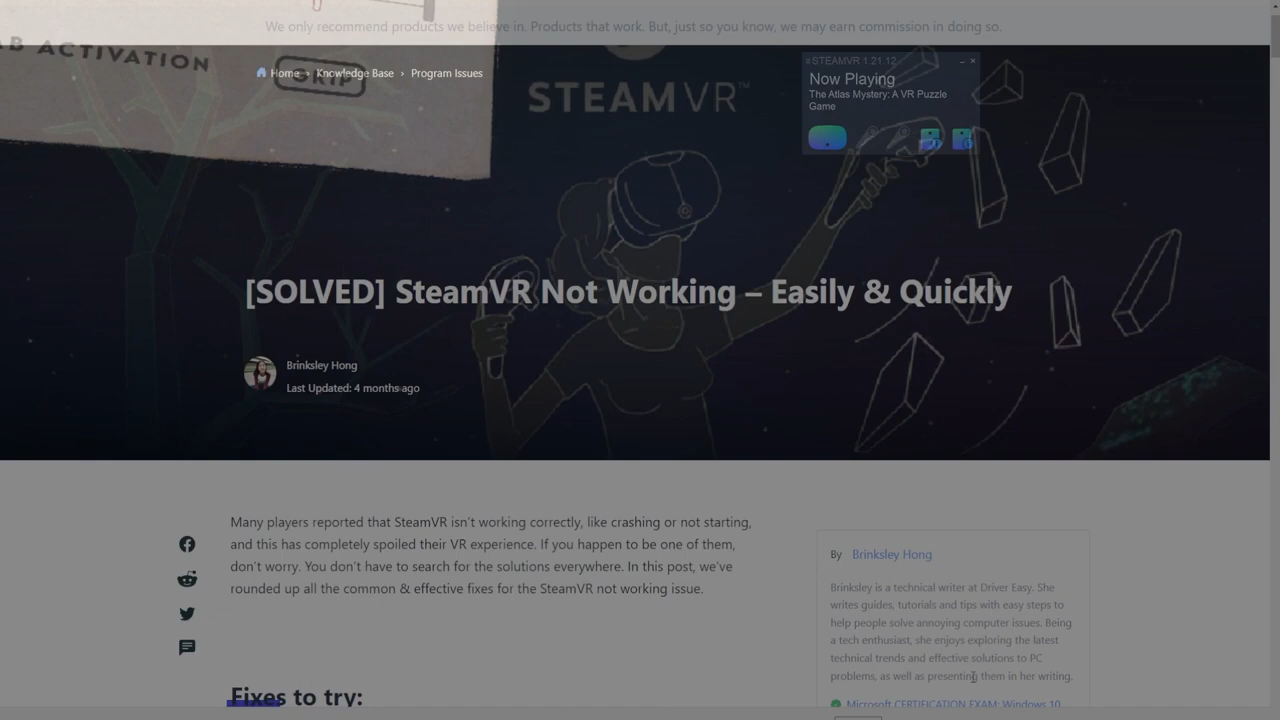 We only recommend products we believe in. Products that work. But, just so you know, we may earn commission in doing so.
AB ACTIVATION
GRIP
Home › Knowledge Base › Program Issues
STEAMVR™
STEAMVR 1.21.12
Now Playing
The Atlas Mystery: A VR Puzzle
Game
[SOLVED] SteamVR Not Working – Easily & Quickly
Brinksley Hong
Last Updated: 4 months ago
Many players reported that SteamVR isn't working correctly, like crashing or not starting,
and this has completely spoiled their VR experience. If you happen to be one of them,
don't worry. You don't have to search for the solutions everywhere. In this post, we've
rounded up all the common & effective fixes for the SteamVR not working issue.
Fixes to try:
By Brinksley Hong
Brinksley is a technical writer at Driver Easy. She
writes guides, tutorials and tips with easy steps to
help people solve annoying computer issues. Being
a tech enthusiast, she enjoys exploring the latest
technical trends and effective solutions to PC
problems, as well as presenting them in her writing.
Microsoft CERTIFICATION EXAM: Windows 10